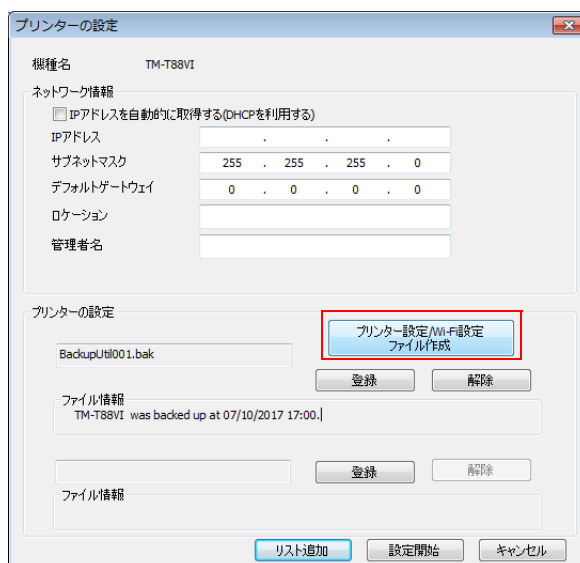 プリンターの設定
機種名 TM-T88VI
ネットワーク情報
IPアドレスを自動的に取得する(DHCPを利用する)
IPアドレス . . .
サブネットマスク 255 . 255 . 255 . 0
デフォルトゲートウェイ 0 . 0 . 0 . 0
ロケーション
管理者名
プリンターの設定
プリンター設定/Wi-Fi設定
ファイル作成
BackupUtil001.bak
登録 解除
ファイル情報
TM-T88VI was backed up at 07/10/2017 17:00.
登録 解除
ファイル情報
リスト追加 設定開始 キャンセル